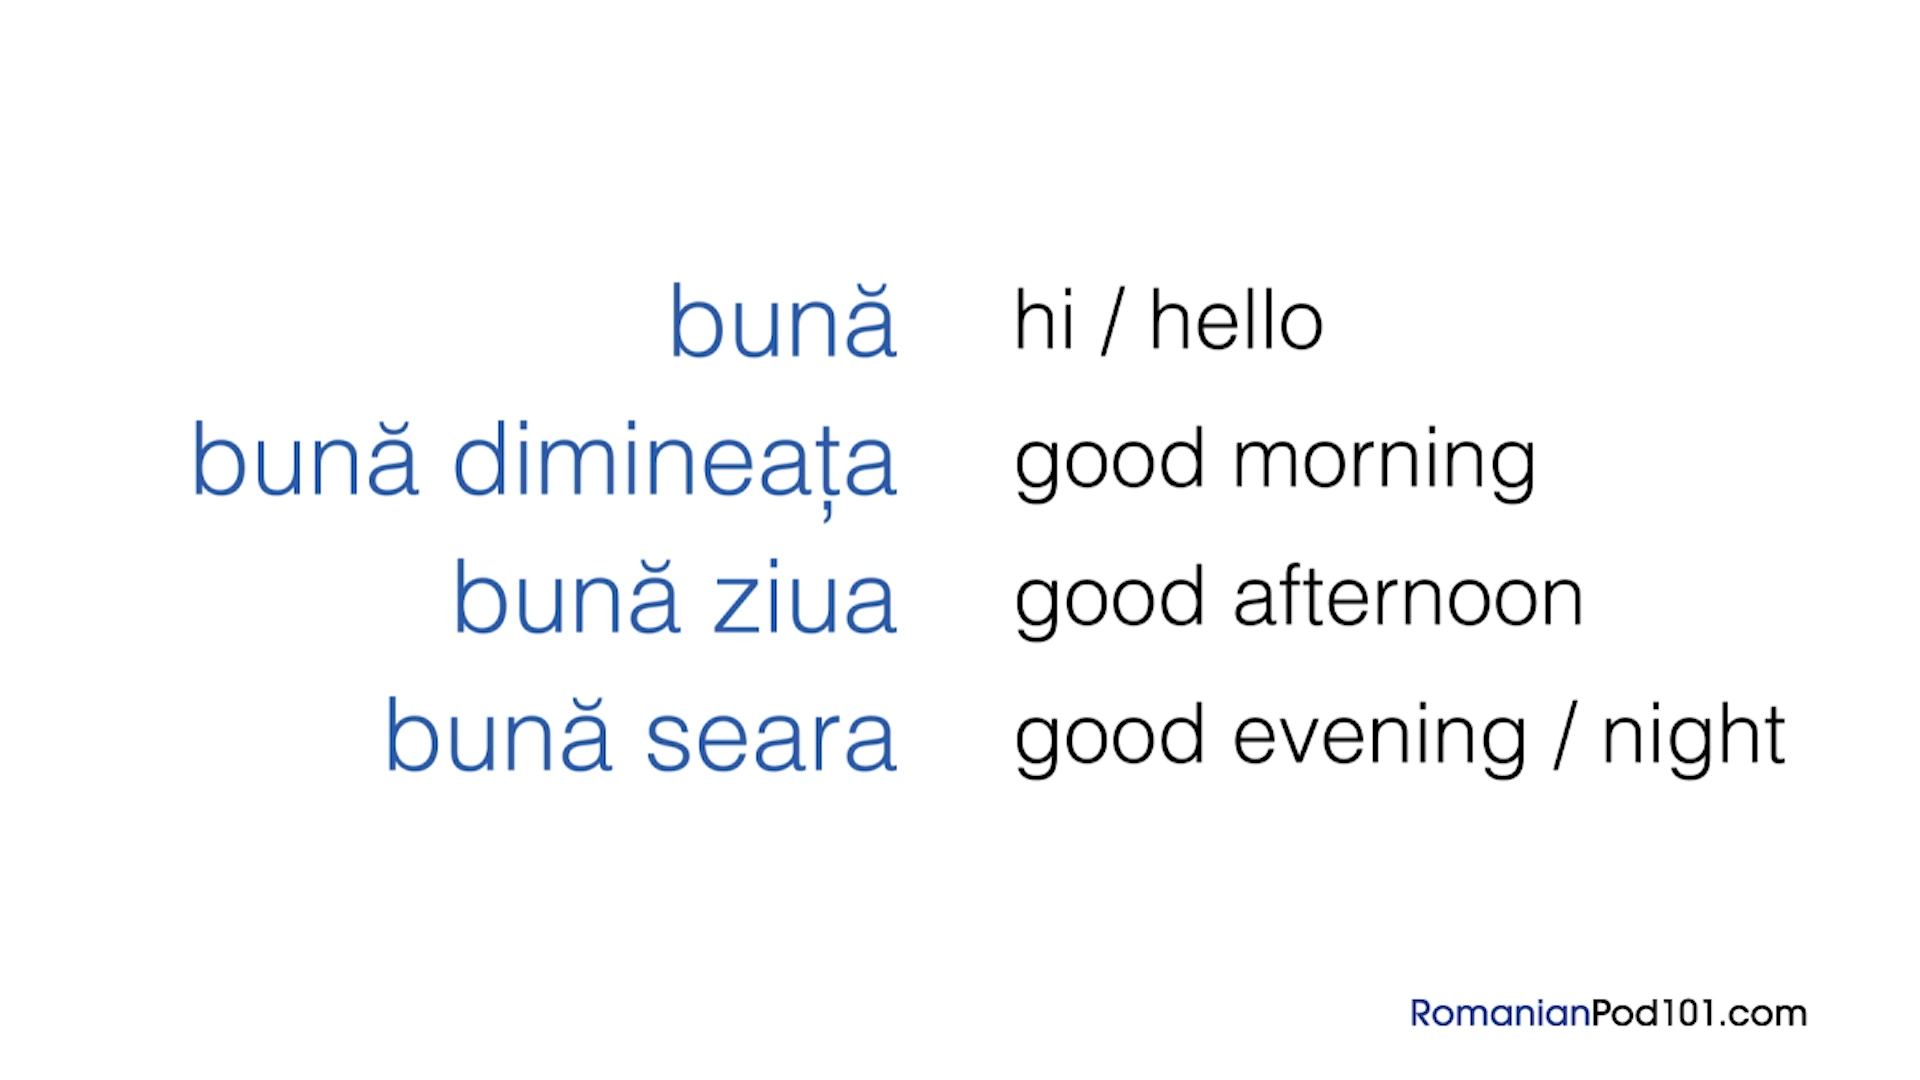 bună hi / hello
bună dimineața good morning
bună ziua good afternoon
bună seara good evening / night
RomanianPod101.com